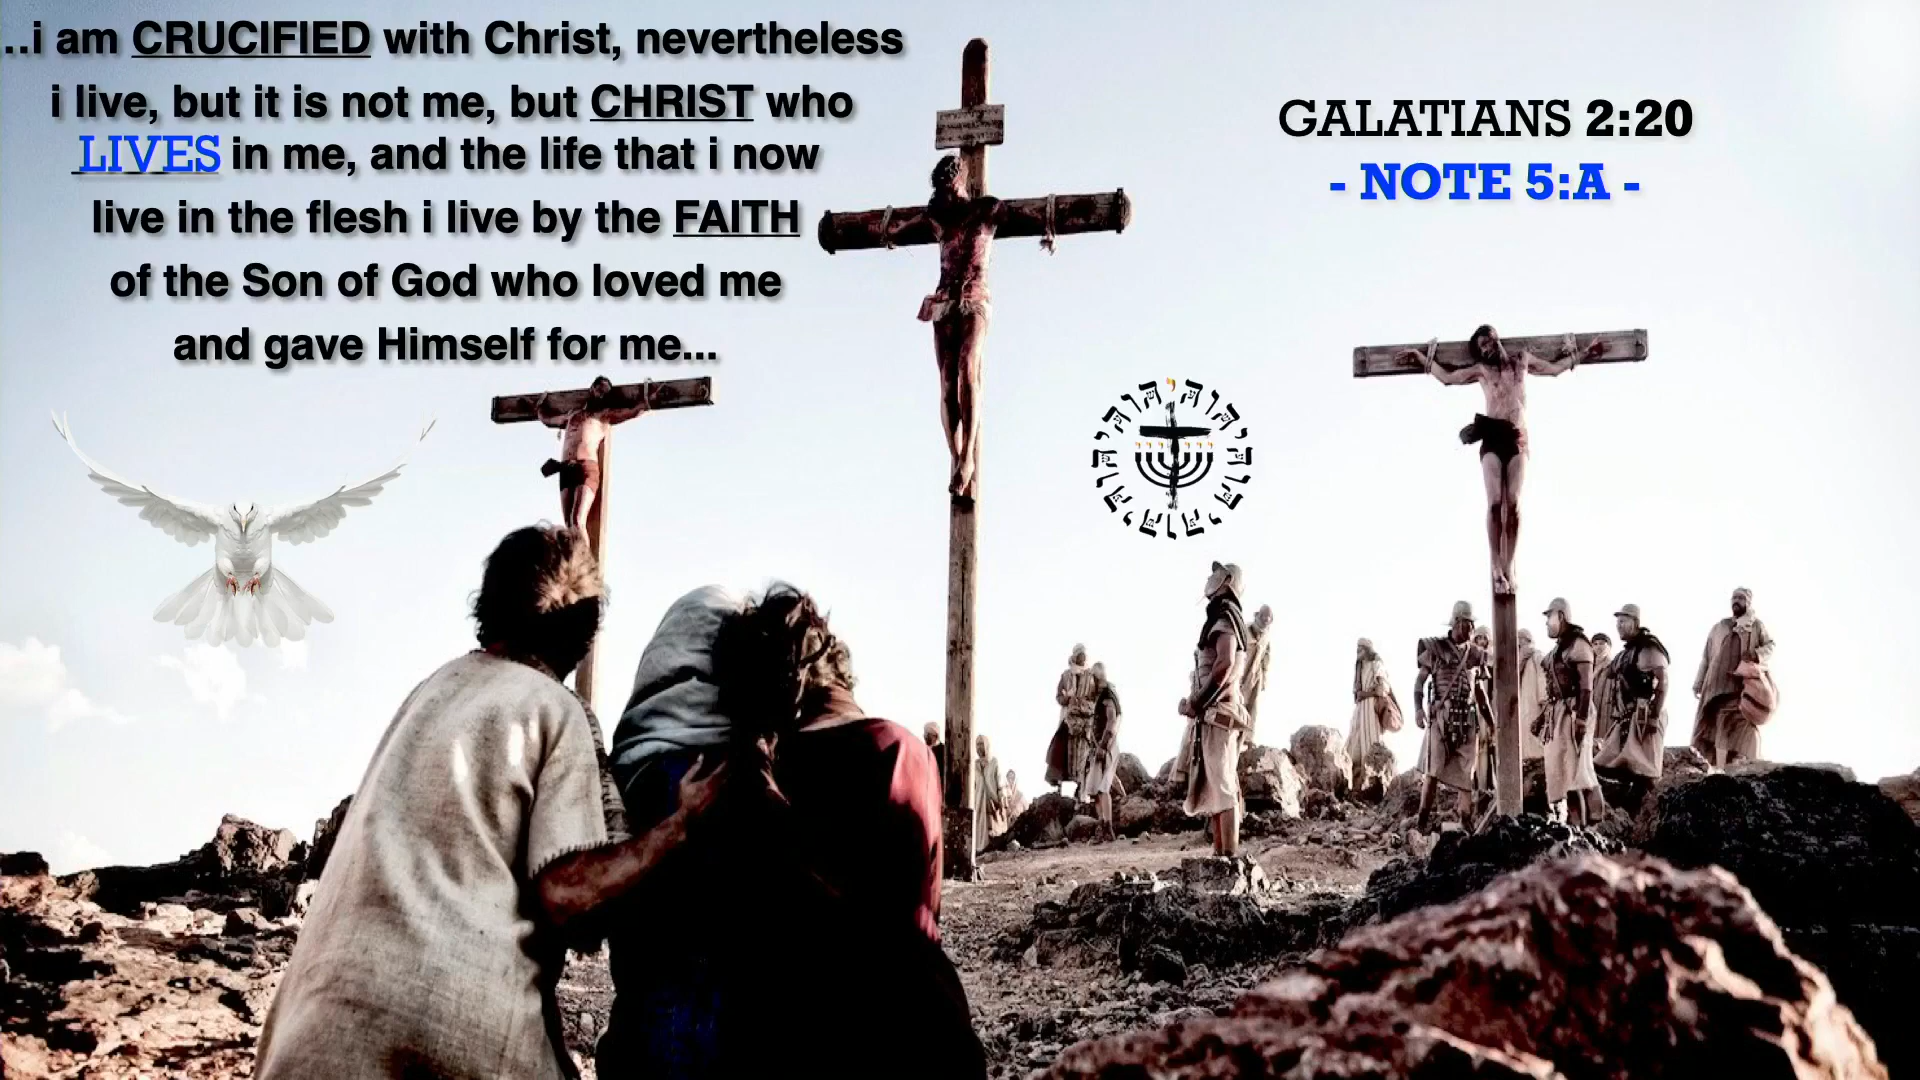 ..i am CRUCIFIED with Christ, nevertheless
i live, but it is not me, but CHRIST who
LIVES in me, and the life that i now
live in the flesh i live by the FAITH
of the Son of God who loved me
and gave Himself for me...
GALATIANS 2:20
- NOTE 5:A -